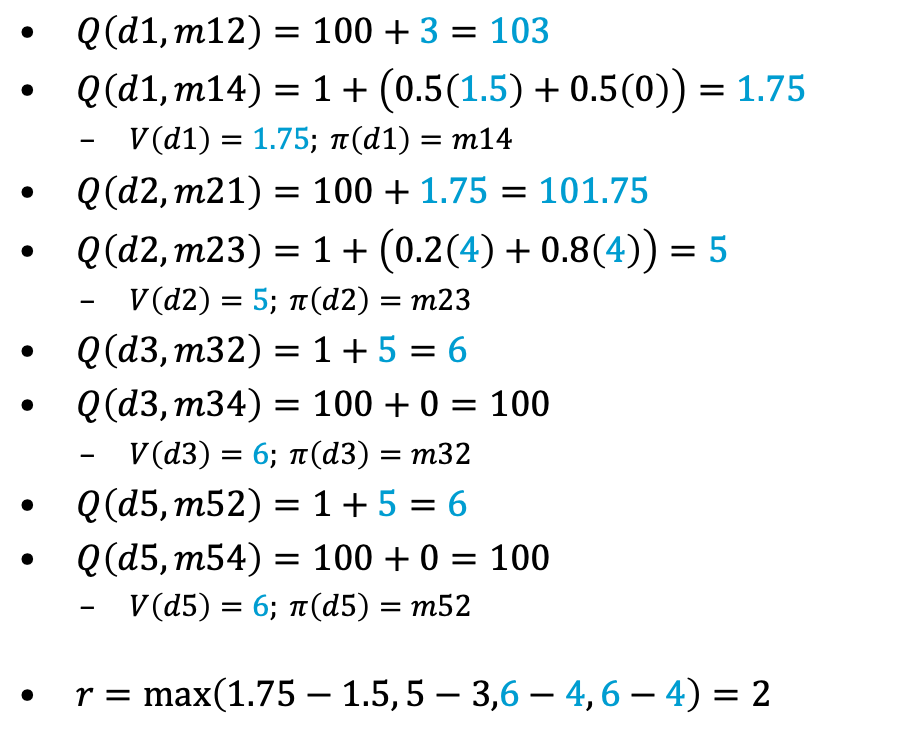 • Q(d1, m12) = 100 + 3 = 103
• Q(d1, m14) = 1 + (0.5(1.5) + 0.5(0)) = 1.75
– V(d1) = 1.75; π(d1) = m14
• Q(d2, m21) = 100 + 1.75 = 101.75
• Q(d2, m23) = 1 + (0.2(4) + 0.8(4)) = 5
– V(d2) = 5; π(d2) = m23
• Q(d3, m32) = 1 + 5 = 6
• Q(d3, m34) = 100 + 0 = 100
– V(d3) = 6; π(d3) = m32
• Q(d5, m52) = 1 + 5 = 6
• Q(d5, m54) = 100 + 0 = 100
– V(d5) = 6; π(d5) = m52
• r = max(1.75 − 1.5, 5 − 3,6 − 4, 6 − 4) = 2